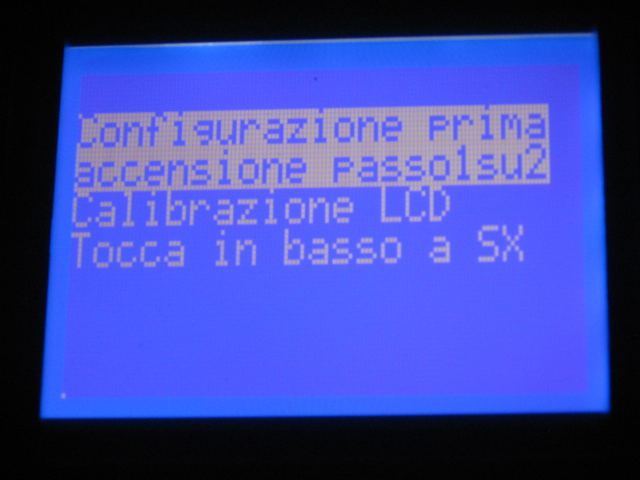 Configurazione prima
accensione passo1su2
Calibrazione LCD
Tocca in basso a SX